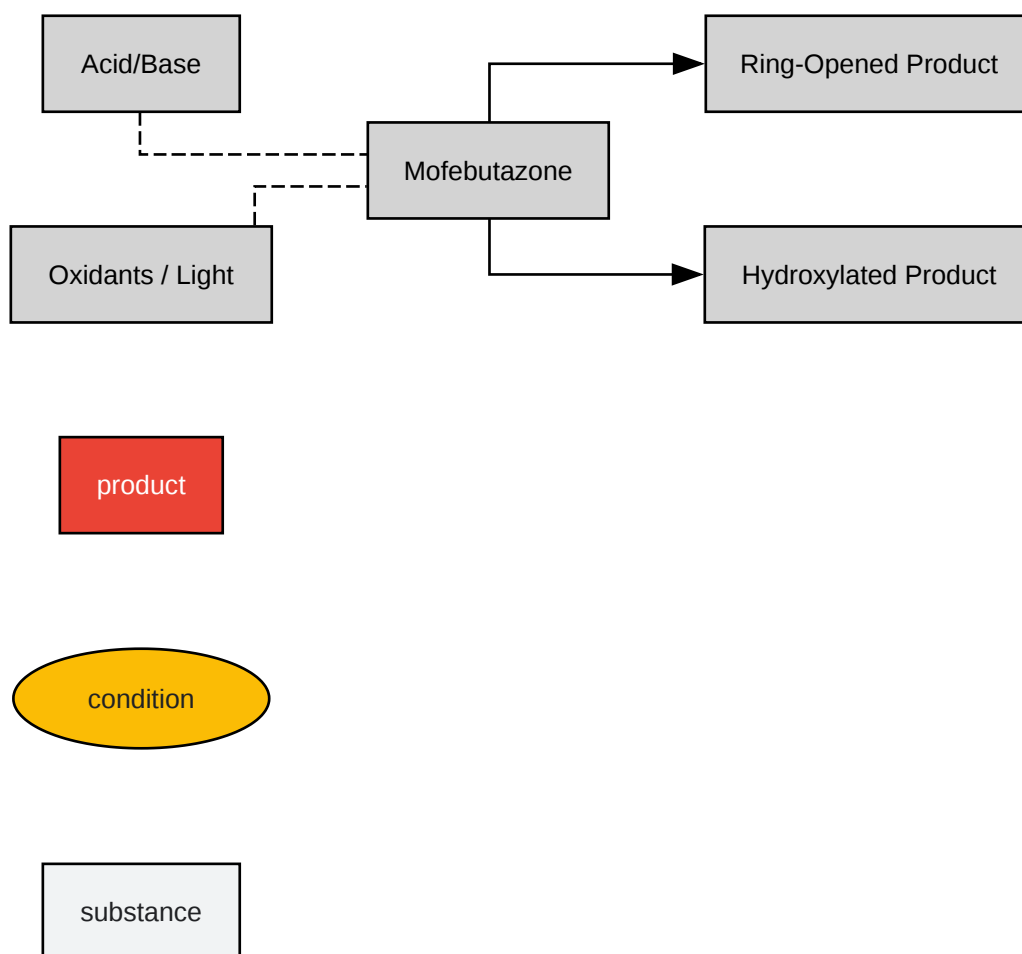 Acid/Base
Ring-Opened Product
Mofebutazone
Oxidants / Light
Hydroxylated Product
product
condition
substance